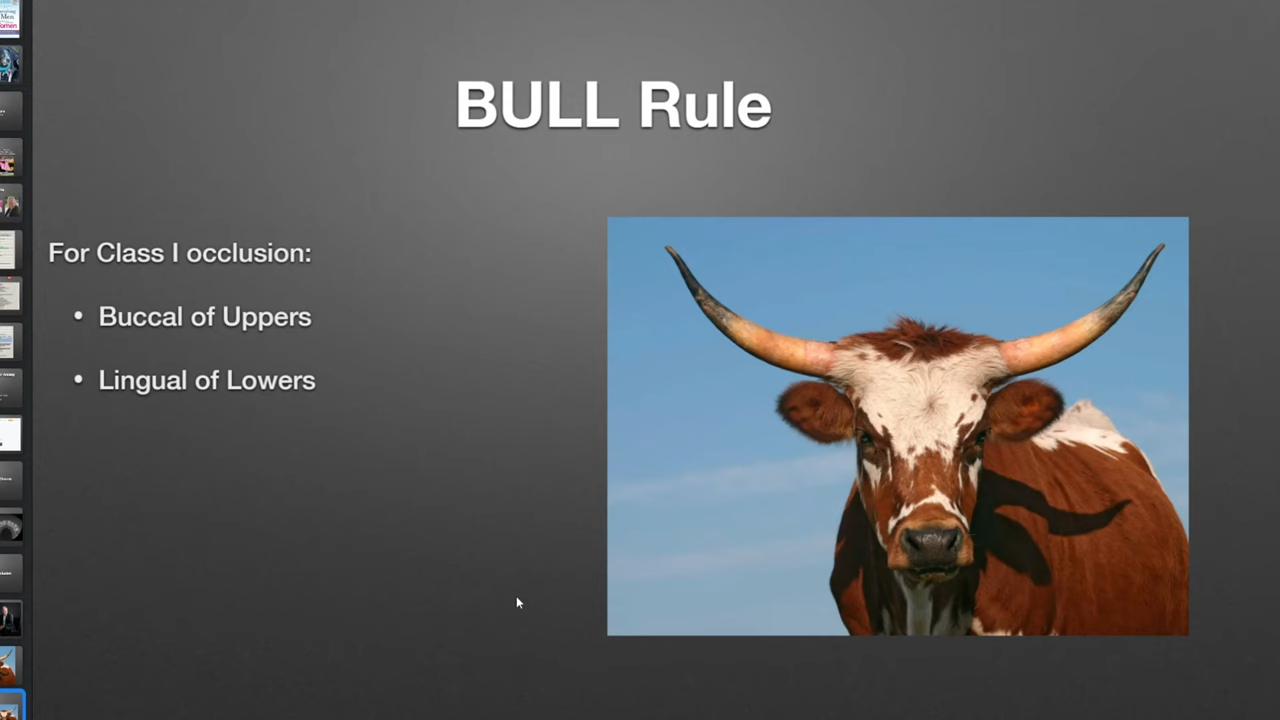 BULL Rule
For Class I occlusion:
• Buccal of Uppers
• Lingual of Lowers